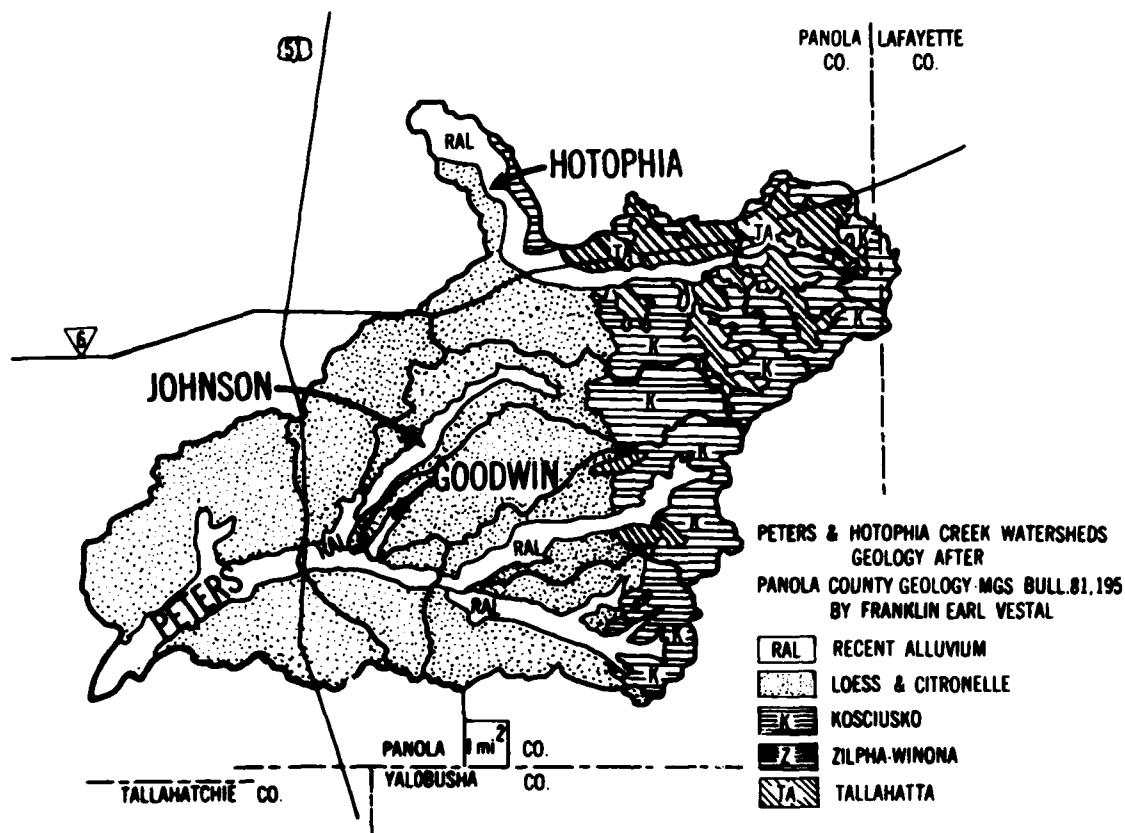 51
PANOLA LAFAYETTE
CO. CO.
RAL
HOTOPHIA
TA
K
T
K
6
K
K
JOHNSON
K
K
GOODWIN
RAL
K
RAL
PETERS
RAL
K
K
PETERS & HOTOPHIA CREEK WATERSHEDS
GEOLOGY AFTER
PANOLA COUNTY GEOLOGY-MGS BULL.81,195
BY FRANKLIN EARL VESTAL
RAL RECENT ALLUVIUM
LOESS & CITRONELLE
K KOSCIUSKO
Z ZILPHA-WINONA
TA TALLAHATTA
1 mi2
PANOLA CO.
YALOBUSHA CO.
TALLAHATCHIE CO.